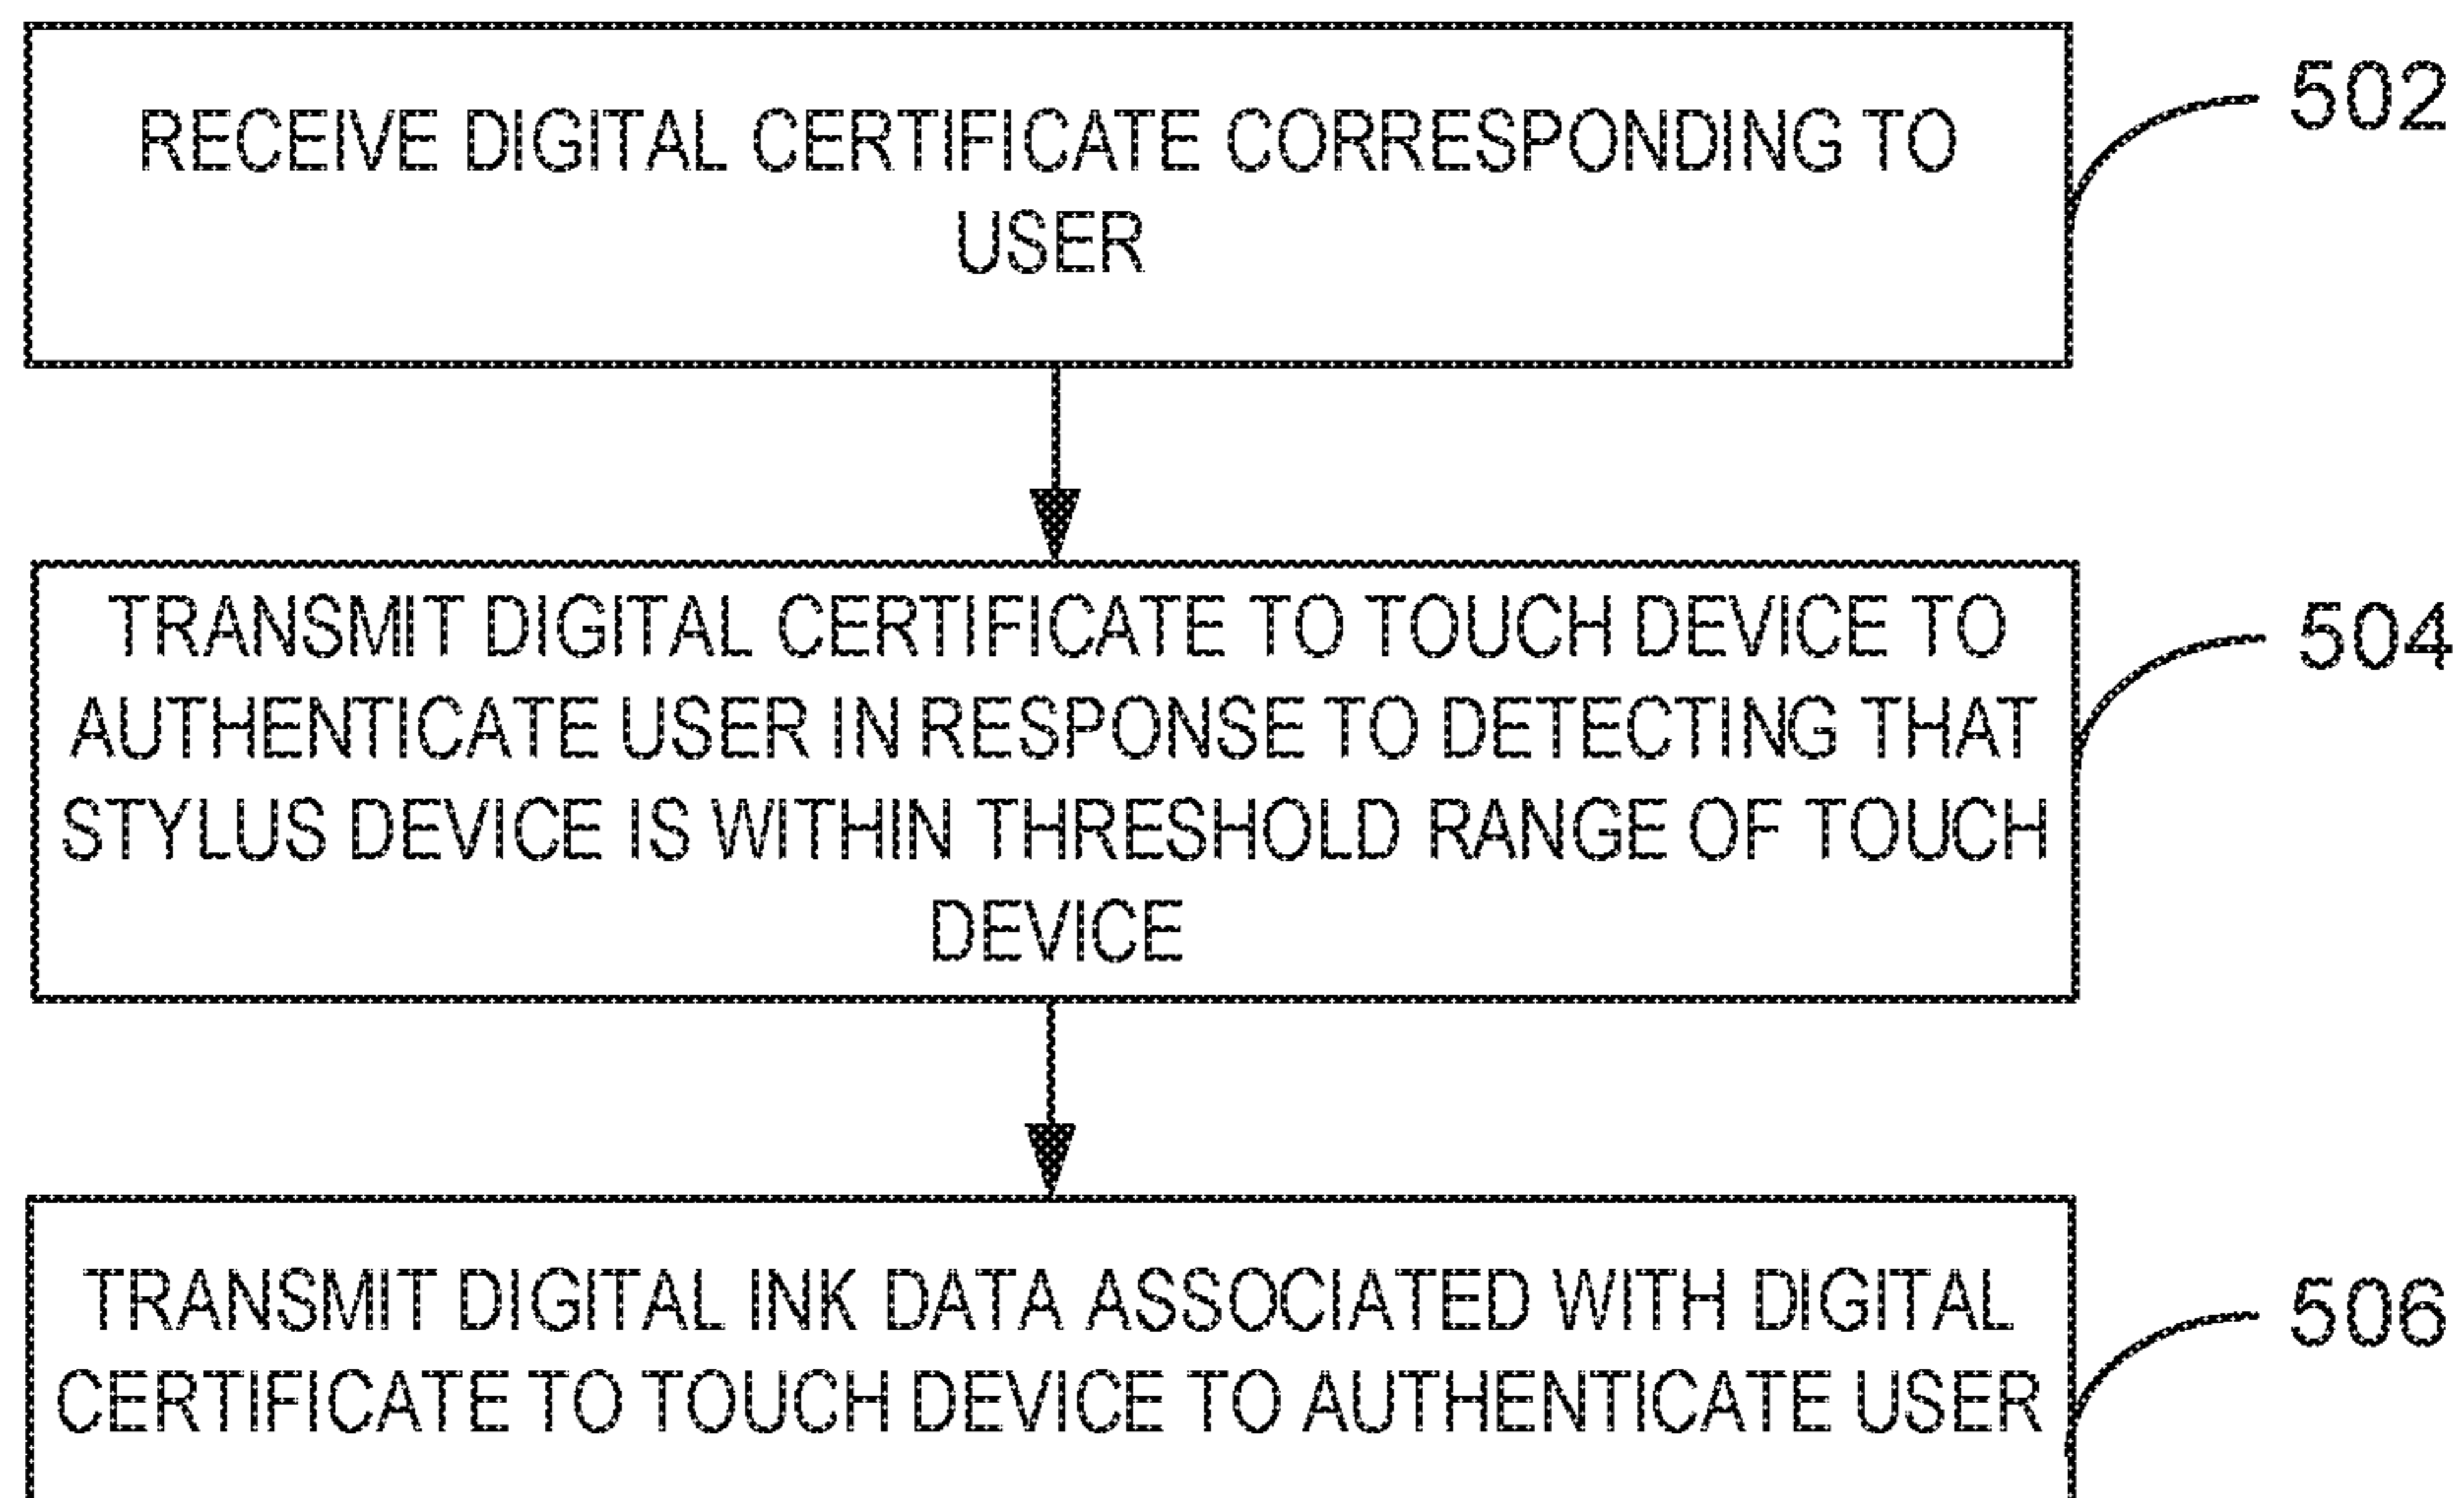 RECEIVE DIGITAL CERTIFICATE CORRESPONDING TO
USER
502
TRANSMIT DIGITAL CERTIFICATE TO TOUCH DEVICE TO
AUTHENTICATE USER IN RESPONSE TO DETECTING THAT
STYLUS DEVICE IS WITHIN THRESHOLD RANGE OF TOUCH
DEVICE
504
TRANSMIT DIGITAL INK DATA ASSOCIATED WITH DIGITAL
CERTIFICATE TO TOUCH DEVICE TO AUTHENTICATE USER
506